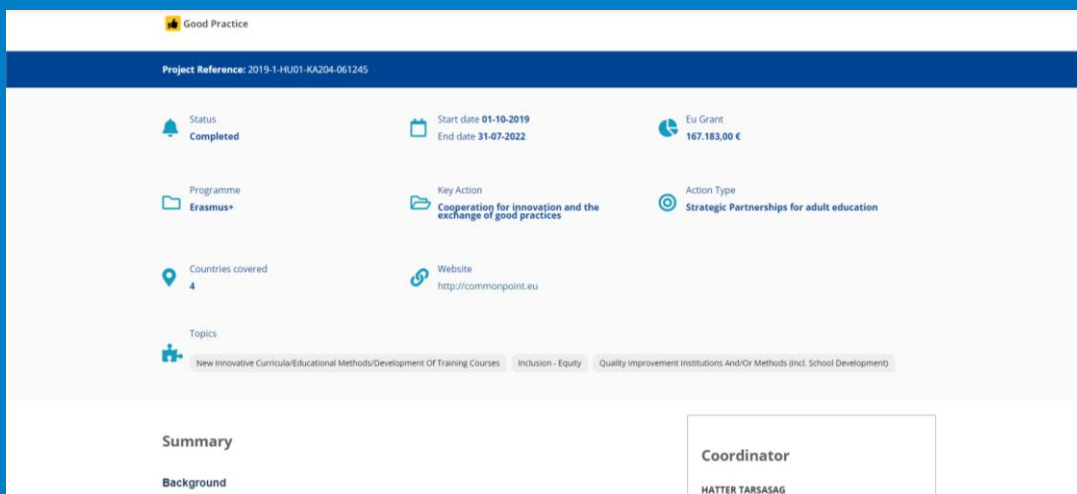 Good Practice
Project Reference: 2019-1-HU01-KA204-061245
Status
Completed
Start date 01-10-2019
End date 31-07-2022
Eu Grant
167.183,00 €
Programme
Erasmus+
Key Action
Cooperation for innovation and the
exchange of good practices
Action Type
Strategic Partnerships for adult education
Countries covered
4
Website
http://commonpoint.eu
Topics
New Innovative Curricula/Educational Methods/Development Of Training Courses
Inclusion - Equity
Quality Improvement Institutions And/Or Methods (Incl. School Development)
Summary
Background
Coordinator
HATTER TARSASAG